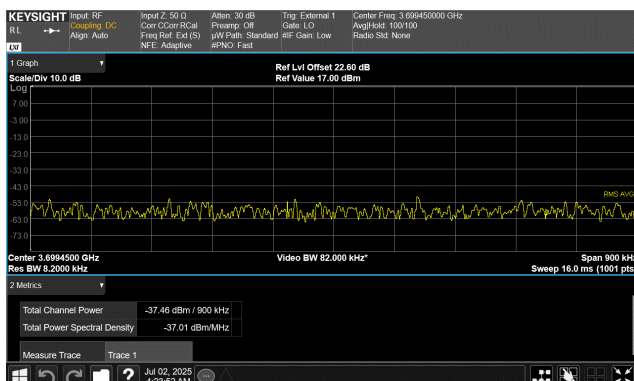 KEYSIGHT Input: RF Input Z: 50 Ω Atten: 30 dB Trig: External 1 Center Freq: 3.699450000 GHz
RL Coupling: DC Corr CCorr RCal Preamp: Off Gate: LO Avg|Hold: 100/100
Align: Auto Freq Ref: Ext (S) µW Path: Standard #IF Gain: Low Radio Std: None
LXI NFE: Adaptive #PNO: Fast
1 Graph
Ref Lvl Offset 22.60 dB
Scale/Div 10.0 dB Ref Value 17.00 dBm
Log
7.00
-3.00
-13.0
-23.0
-33.0
-43.0
RMS AVG
-53.0
-63.0
-73.0
Center 3.6994500 GHz Video BW 82.000 kHz* Span 900 kHz
Res BW 8.2000 kHz Sweep 16.0 ms (1001 pts
2 Metrics
Total Channel Power -37.46 dBm / 900 kHz
Total Power Spectral Density -37.01 dBm/MHz
Measure Trace Trace 1
? Jul 02, 2025